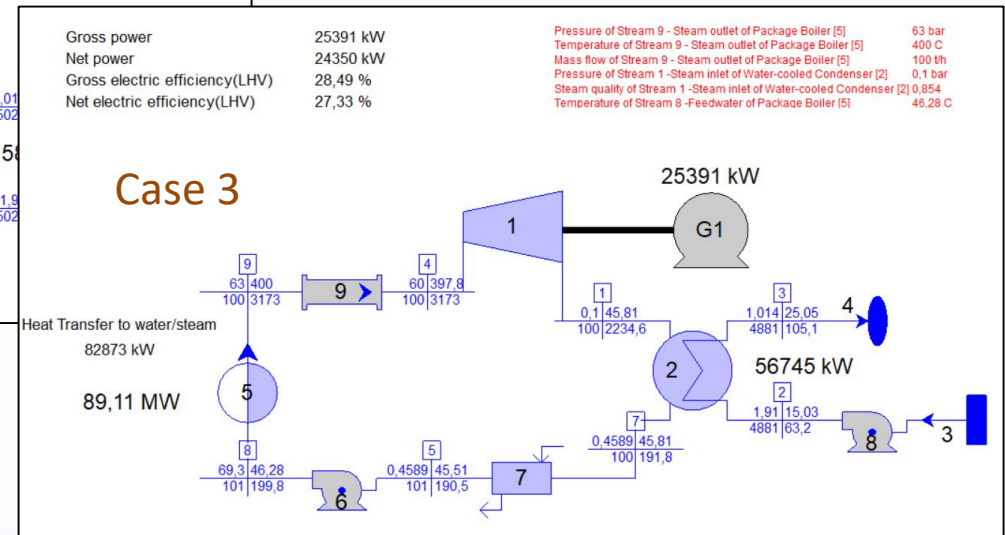 Gross power 25391 kW
Net power 24350 kW
Gross electric efficiency(LHV) 28,49 %
Net electric efficiency(LHV) 27,33 %
Pressure of Stream 9 - Steam outlet of Package Boiler [5] 63 bar
Temperature of Stream 9 - Steam outlet of Package Boiler [5] 400 C
Mass flow of Stream 9 - Steam outlet of Package Boiler [5] 100 t/h
Pressure of Stream 1 -Steam inlet of Water-cooled Condenser [2] 0,1 bar
Steam quality of Stream 1 -Steam inlet of Water-cooled Condenser [2] 0,854
Temperature of Stream 8 -Feedwater of Package Boiler [5] 46,28 C
,01
502
58
1,9
502
Case 3
25391 kW
1
G1
9
63 400
100 3173
9
4
60 397,8
100 3173
1
0,1 45,81
100 2234,6
3
1,014 25,05
4881 105,1
4
Heat Transfer to water/steam
82873 kW
5
89,11 MW
2
56745 kW
2
1,91 15,03
4881 63,2
8
3
7
0,4589 45,81
100 191,8
8
69,3 46,28
101 199,8
6
5
0,4589 45,51
101 190,5
7